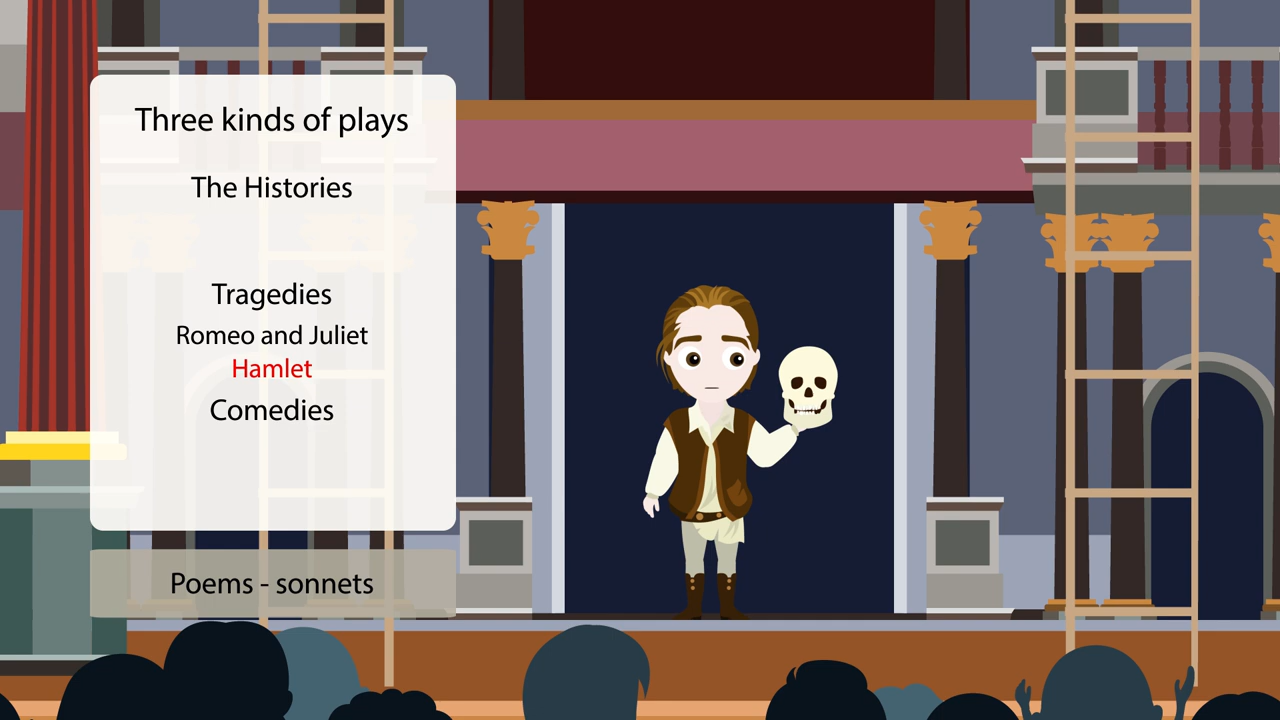 Three kinds of plays
The Histories
Tragedies
Romeo and Juliet
Hamlet
Comedies
Poems - sonnets